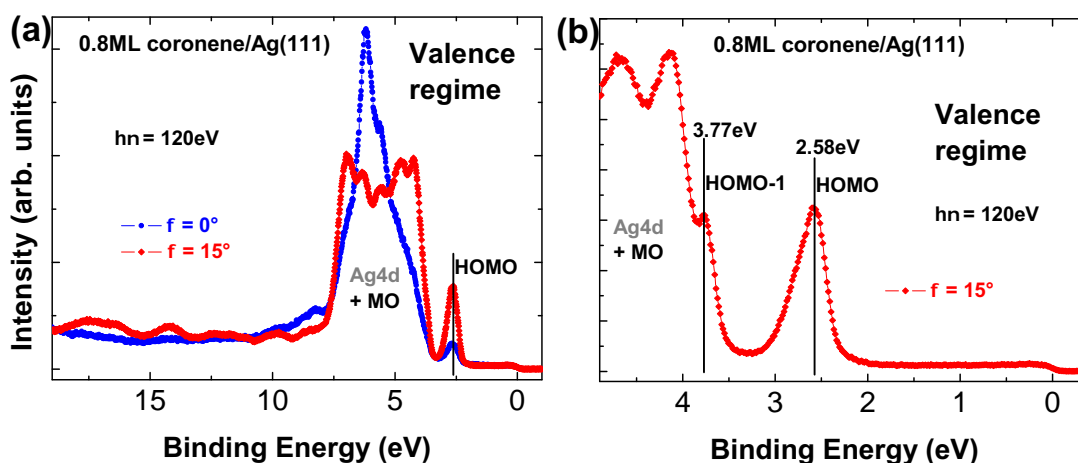 (a)
0.8ML coronene/Ag(111)
Valence
regime
hn = 120eV
f = 0°
f = 15°
Ag4d
+ MO
HOMO
Intensity (arb. units)
15
10
5
0
Binding Energy (eV)
(b)
0.8ML coronene/Ag(111)
3.77eV
2.58eV
Valence
regime
HOMO-1
HOMO
hn = 120eV
Ag4d
+ MO
f = 15°
4
3
2
1
0
Binding Energy (eV)